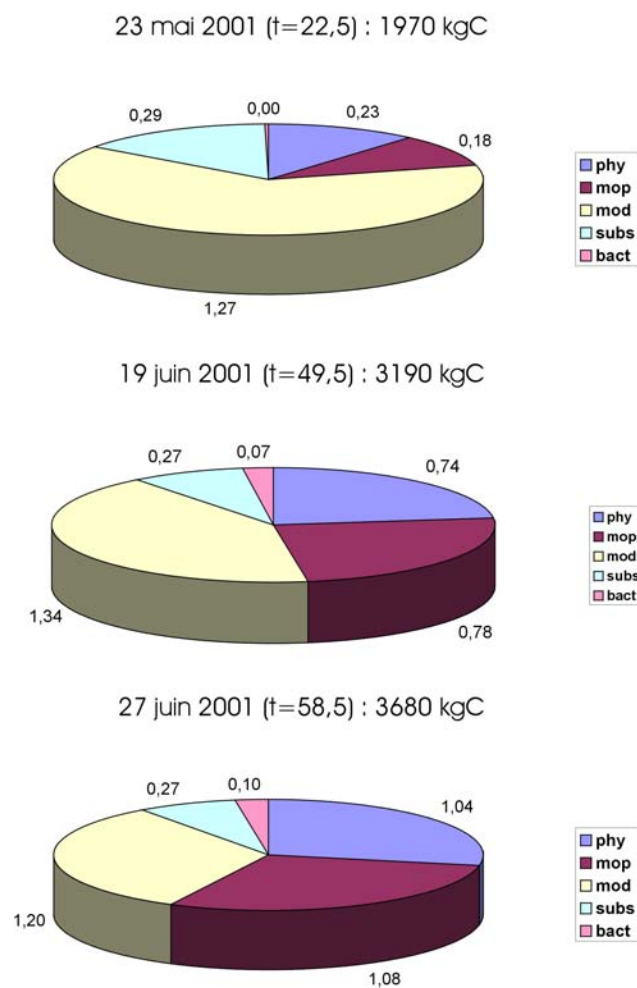 23 mai 2001 (t=22,5) : 1970 kgC
0,29
0,00
0,23
0,18
1,27
phy
mop
mod
subs
bact
19 juin 2001 (t=49,5) : 3190 kgC
0,27
0,07
0,74
1,34
0,78
phy
mop
mod
subs
bact
27 juin 2001 (t=58,5) : 3680 kgC
0,27
0,10
1,04
1,20
1,08
phy
mop
mod
subs
bact